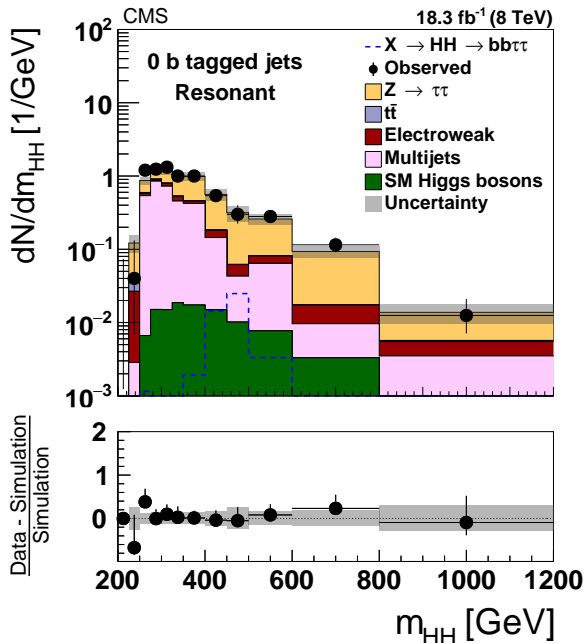 CMS 18.3 fb⁻¹ (8 TeV)
0 b tagged jets
Resonant
X → HH → bbττ
Observed
Z → ττ
tt̄
Electroweak
Multijets
SM Higgs bosons
Uncertainty
dN/dm_HH [1/GeV]
10²
10
1
10⁻¹
10⁻²
10⁻³
Data - Simulation
Simulation
2
1
0
200 400 600 800 1000 1200
m_HH [GeV]